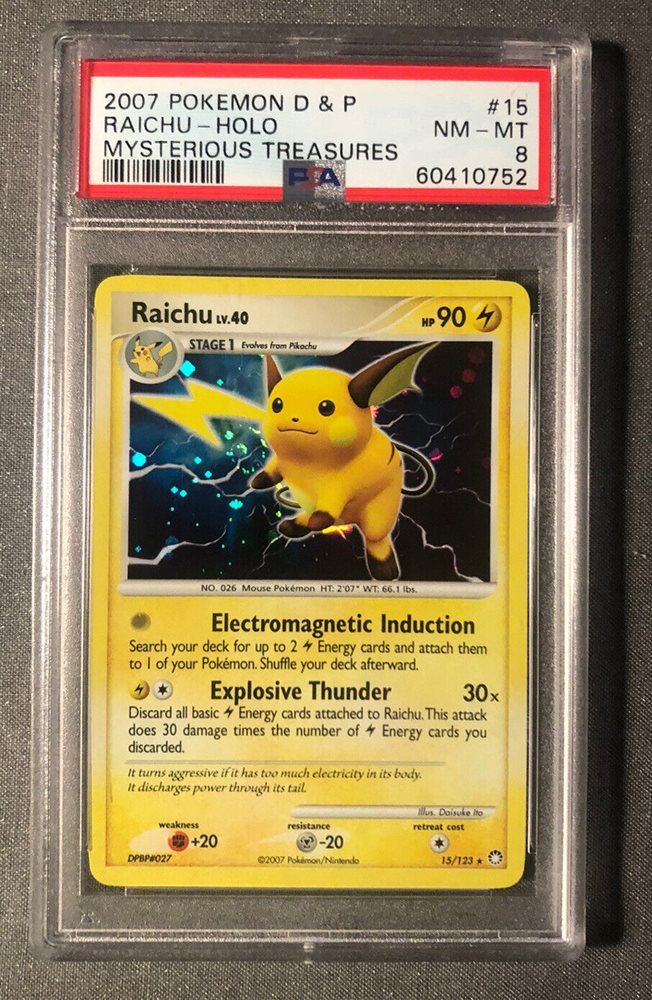 2007 POKEMON D & P #15
RAICHU - HOLO NM - MT
MYSTERIOUS TREASURES 8
PSA 60410752
Raichu LV.40 HP 90
STAGE 1 Evolves from Pikachu
NO. 026 Mouse Pokémon HT: 2'07" WT: 66.1 lbs.
Electromagnetic Induction
Search your deck for up to 2 Energy cards and attach them
to 1 of your Pokémon. Shuffle your deck afterward.
Explosive Thunder 30x
Discard all basic Energy cards attached to Raichu. This attack
does 30 damage times the number of Energy cards you
discarded.
It turns aggressive if it has too much electricity in its body.
It discharges power through its tail.
Illus. Daisuke Ito
weakness resistance retreat cost
+20 -20
DPBP#027 ©2007 Pokémon/Nintendo 15/123 ★